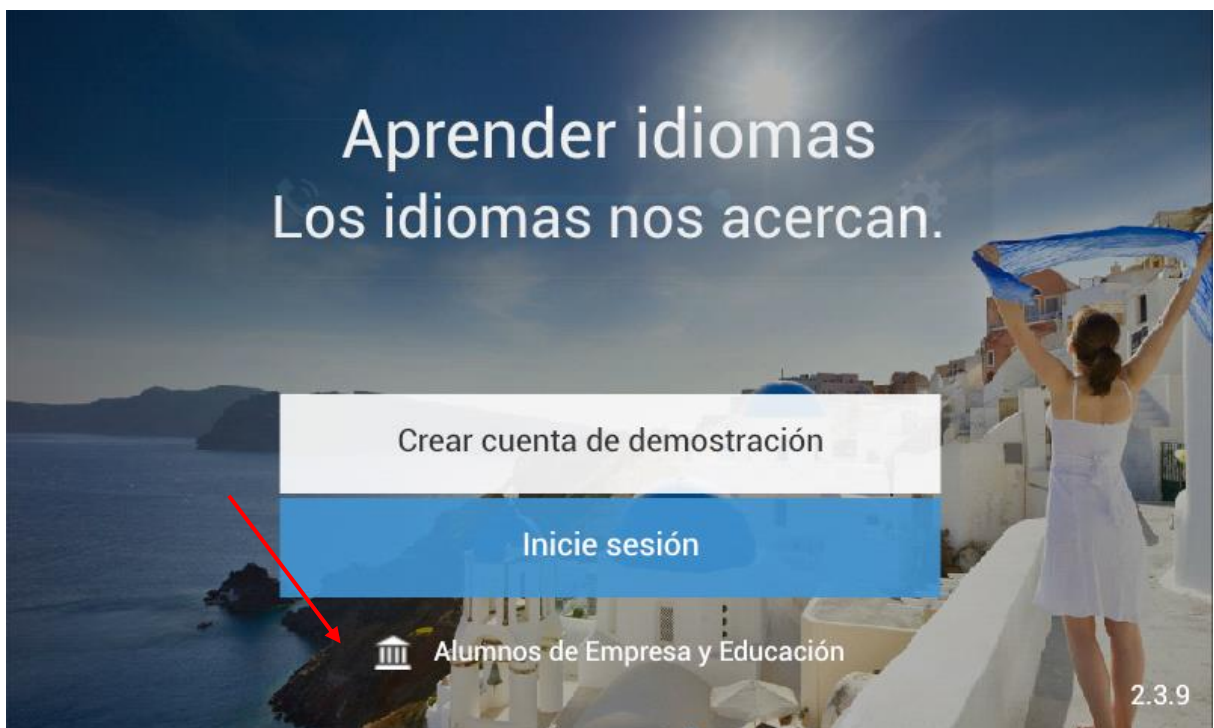 Aprender idiomas
Los idiomas nos acercan.
Crear cuenta de demostración
Inicie sesión
Alumnos de Empresa y Educación
2.3.9